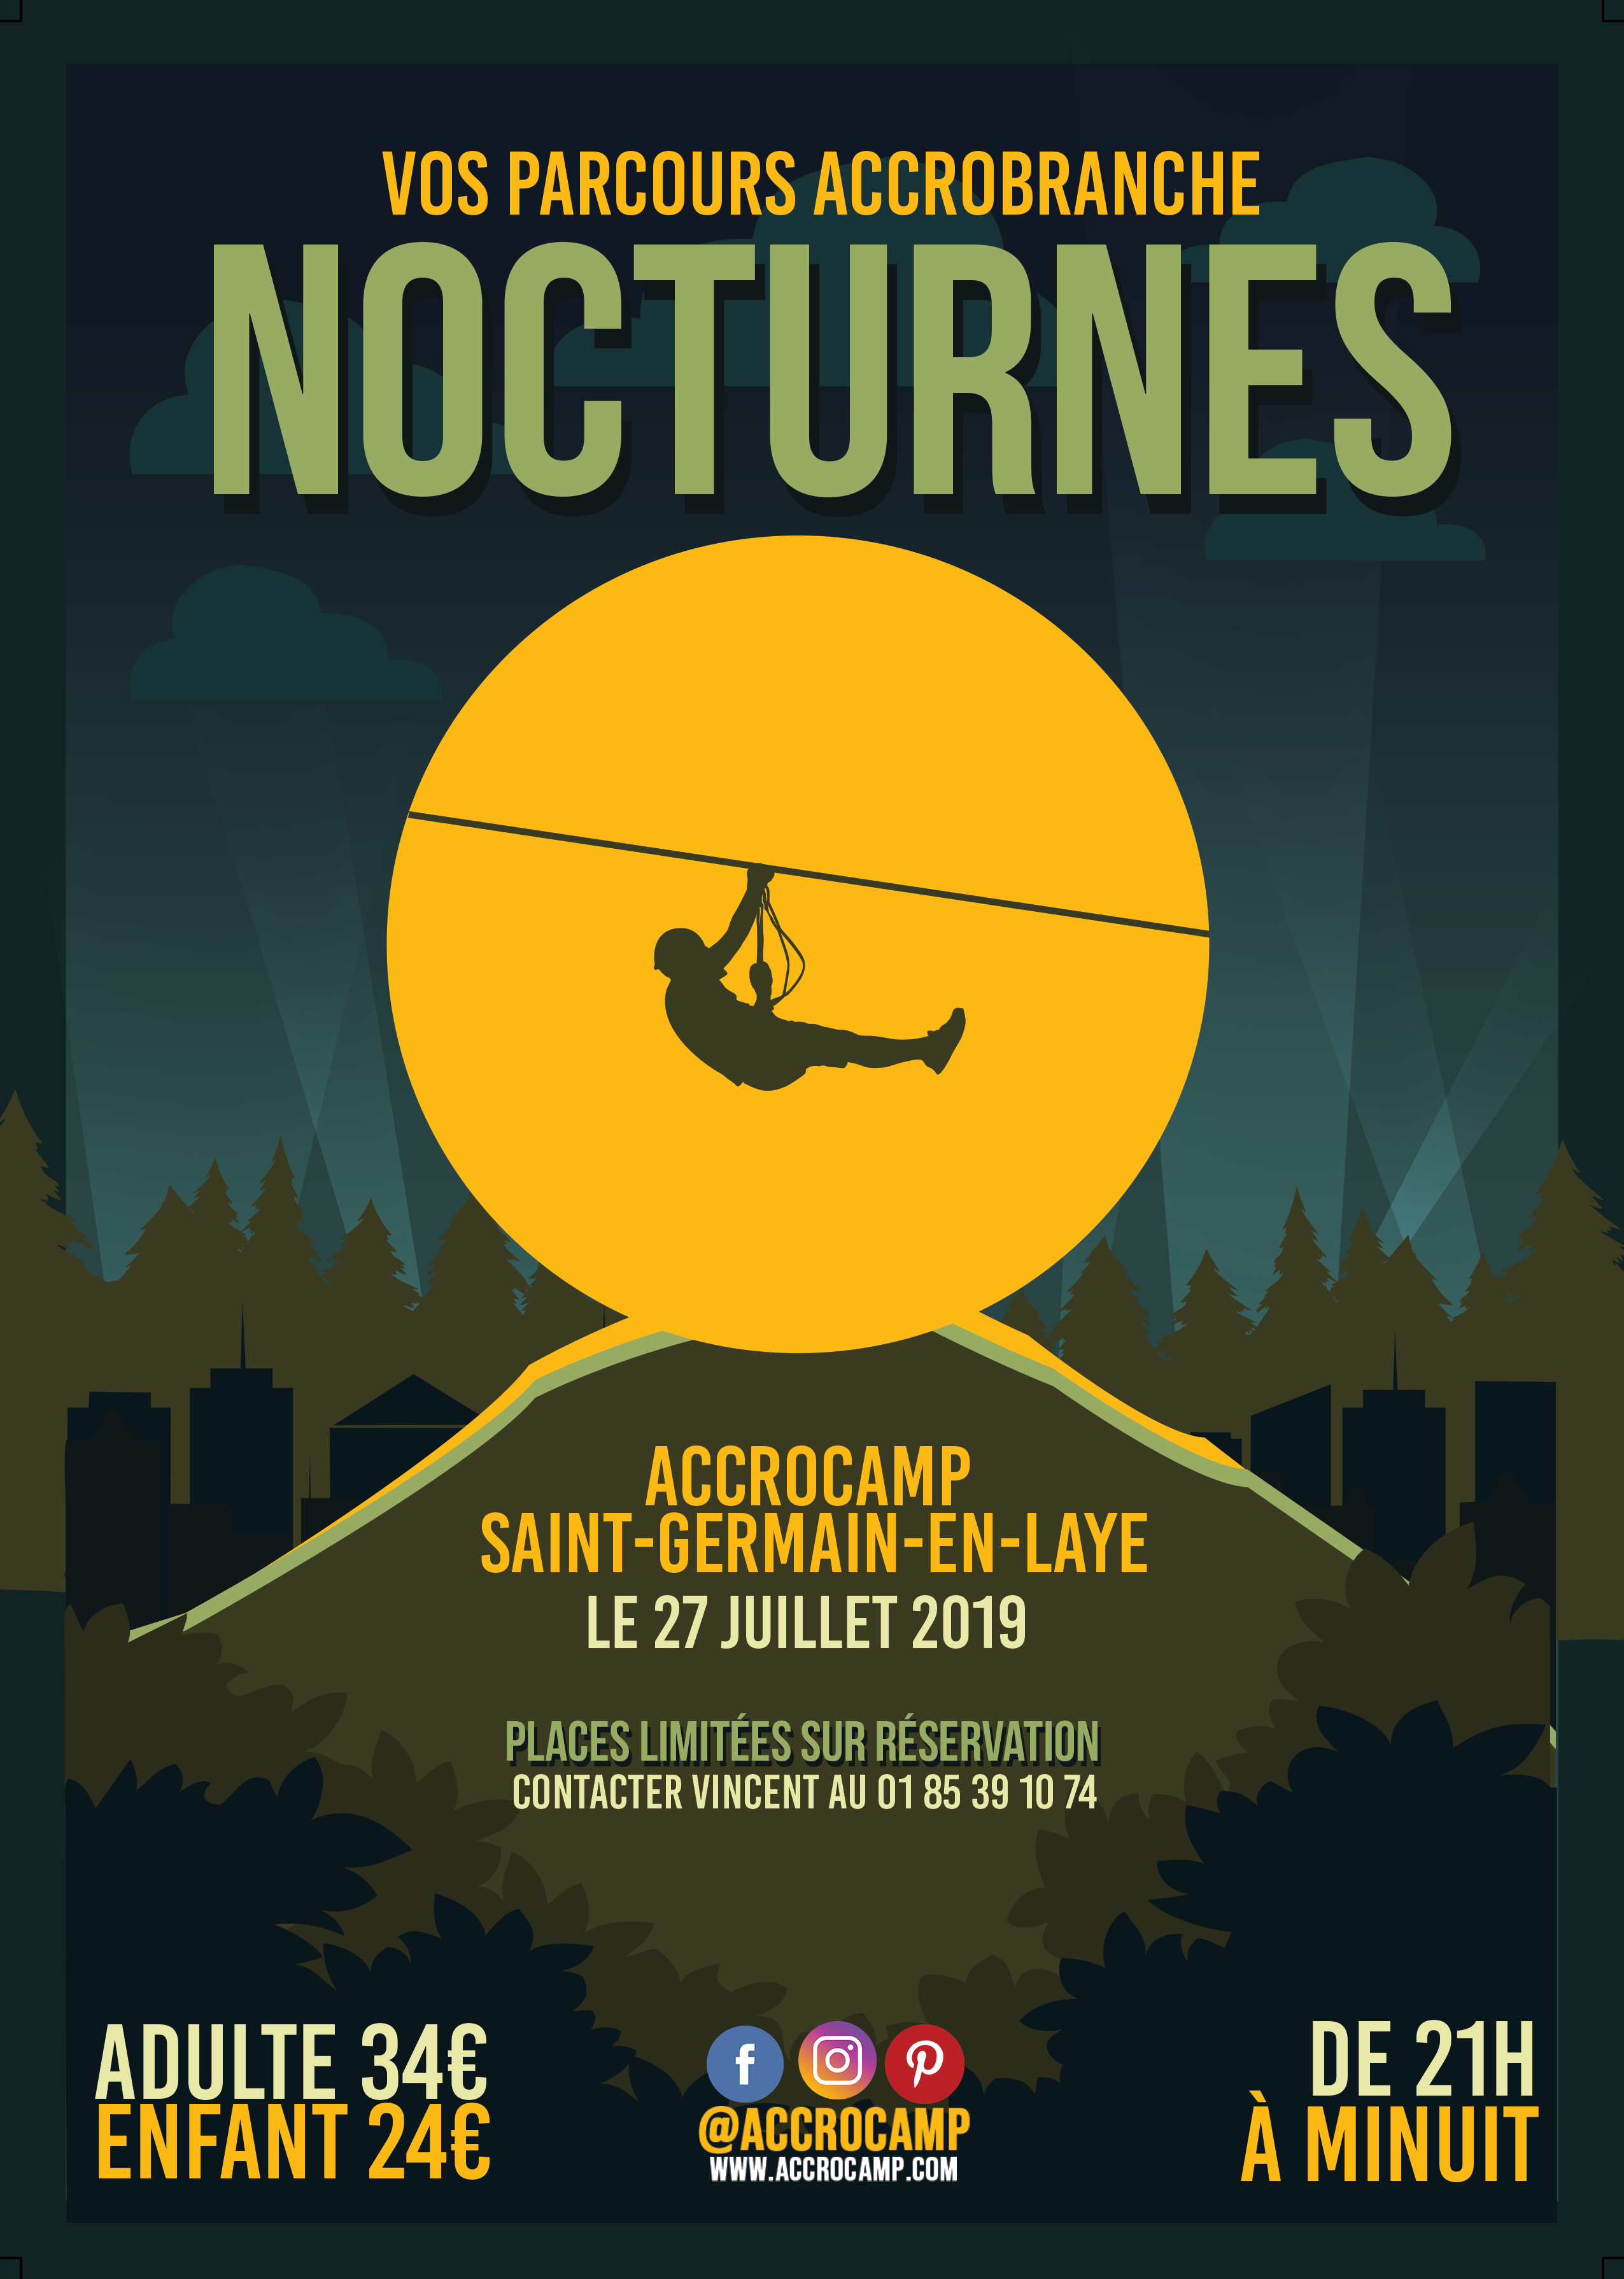 VOS PARCOURS ACCROBRANCHE
NOCTURNES
ACCROCAMP
SAINT-GERMAIN-EN-LAYE
LE 27 JUILLET 2019
PLACES LIMITÉES SUR RÉSERVATION
CONTACTER VINCENT AU 01 85 39 10 74
ADULTE 34€
ENFANT 24€
@ACCROCAMP
WWW.ACCROCAMP.COM
DE 21H
À MINUIT